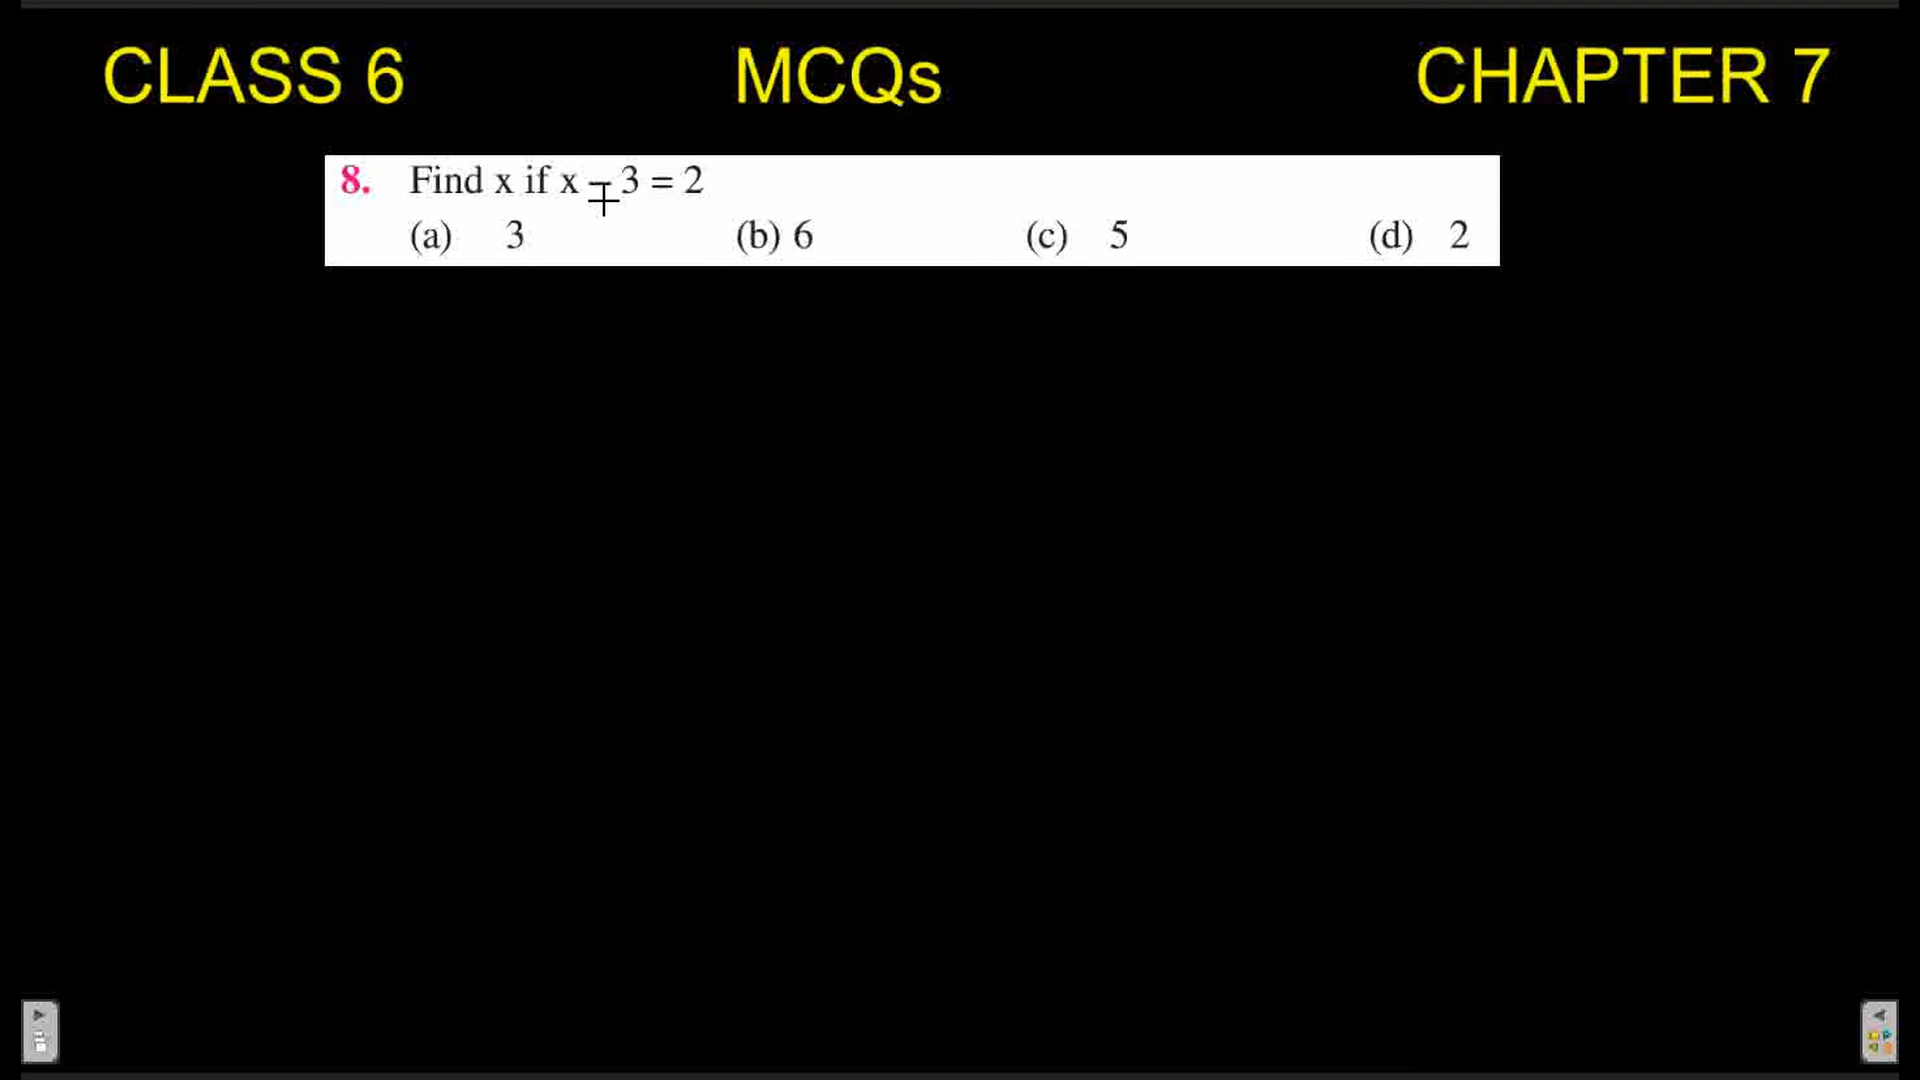 CLASS 6 MCQs CHAPTER 7
8. Find x if x – 3 = 2
(a) 3 (b) 6 (c) 5 (d) 2